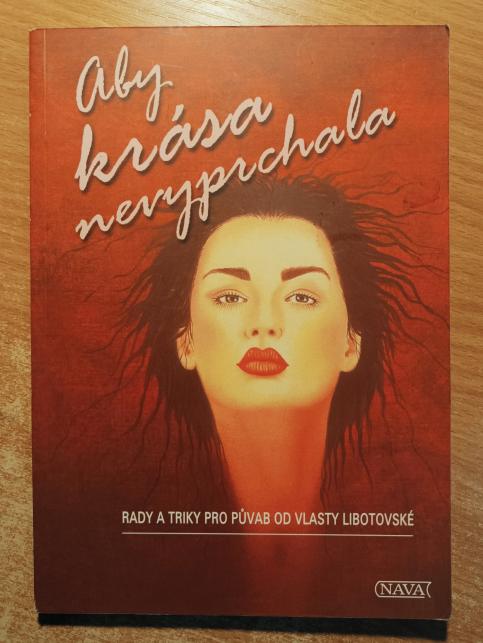 Aby
krása
nevyprchala
RADY A TRIKY PRO PŮVAB OD VLASTY LIBOTOVSKÉ
NAVA